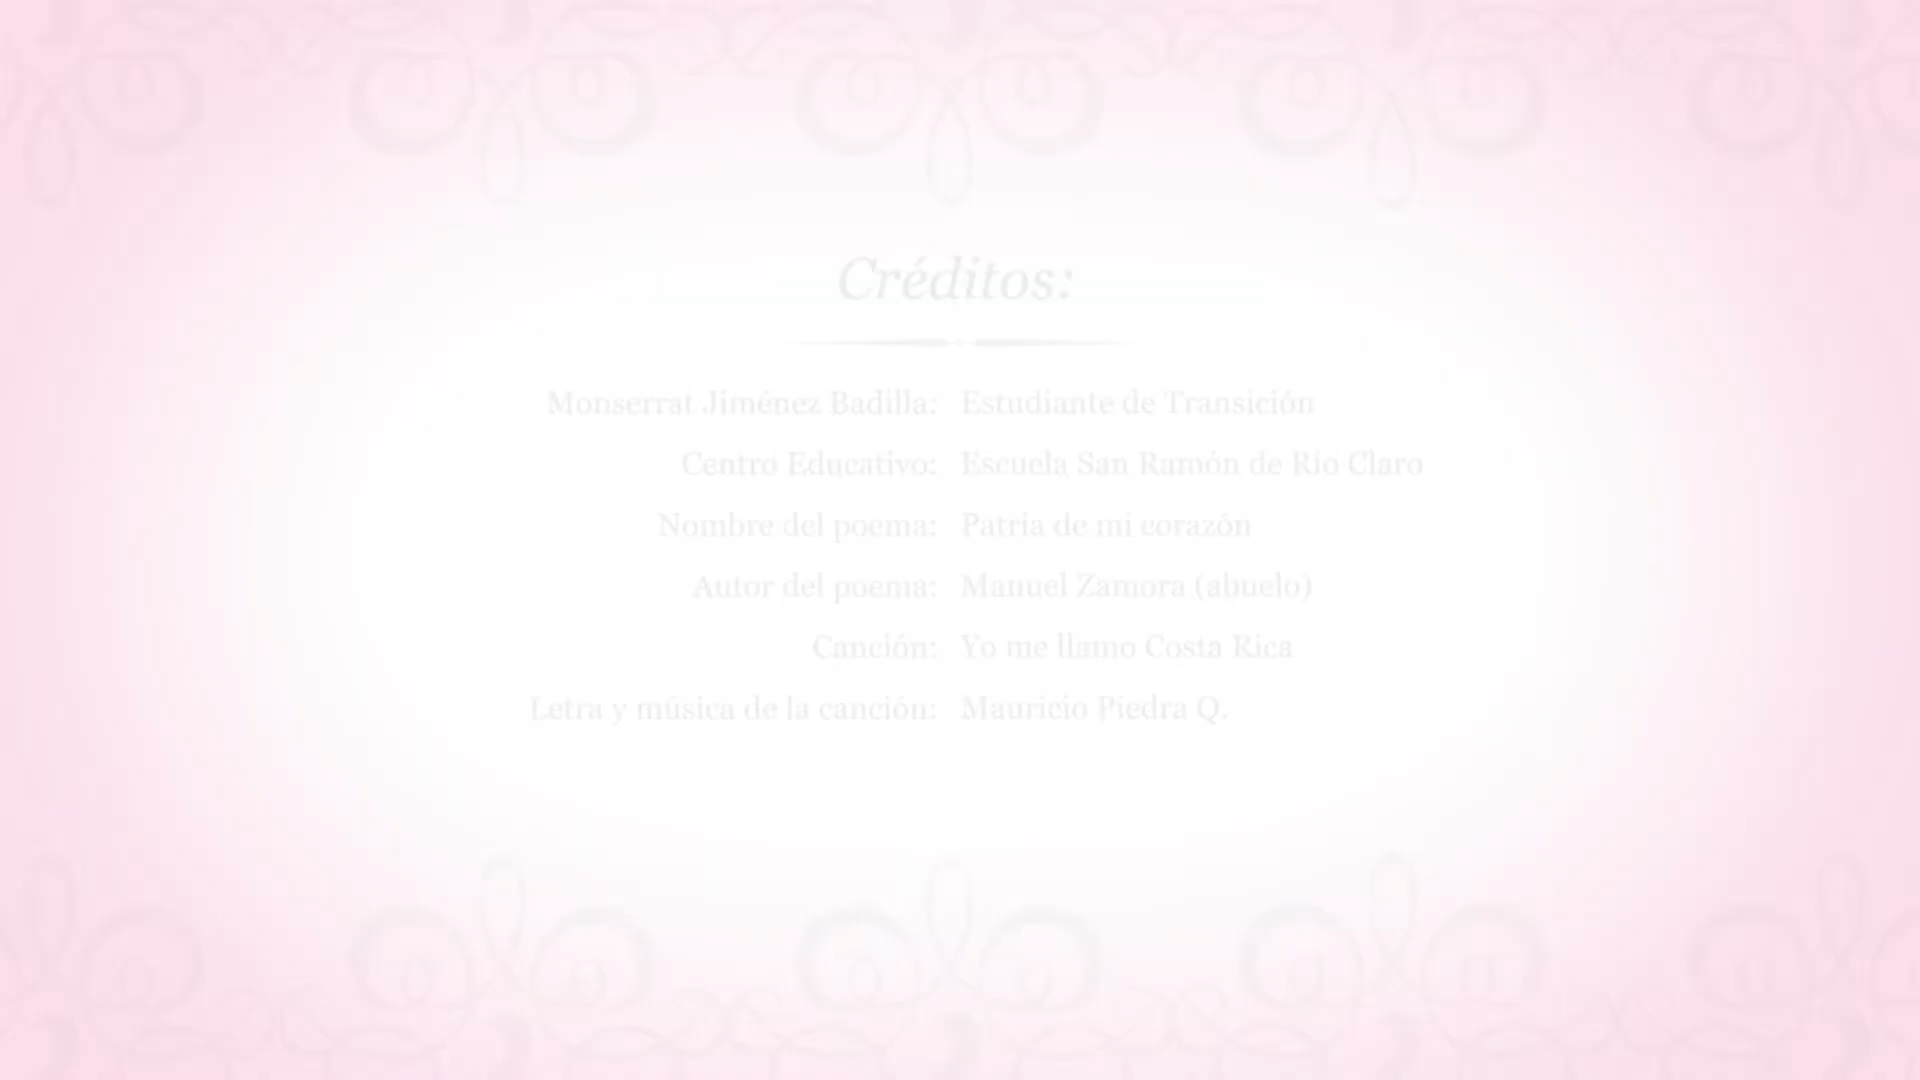 Créditos:
Monserrat Jiménez Badilla: Estudiante de Transición
Centro Educativo: Escuela San Ramón de Río Claro
Nombre del poema: Patria de mi corazón
Autor del poema: Manuel Zamora (abuelo)
Canción: Yo me llamo Costa Rica
Letra y música de la canción: Mauricio Piedra Q.